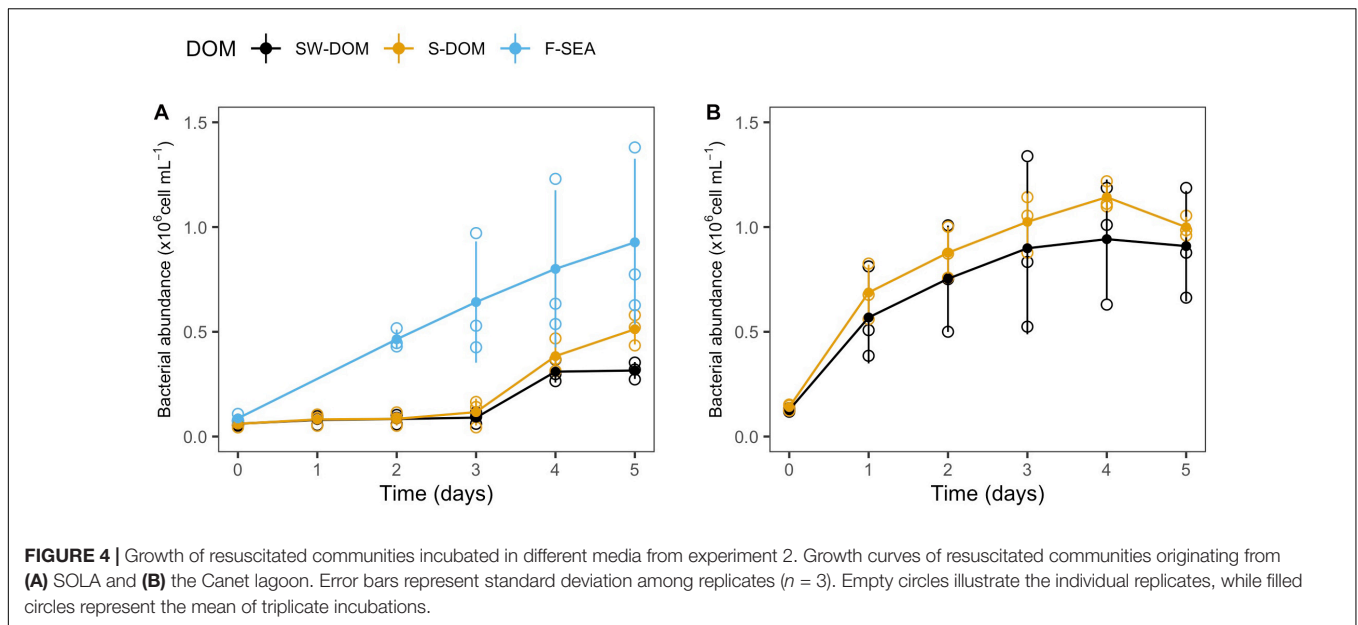 DOM SW-DOM S-DOM F-SEA
A
Bacterial abundance (x10⁶cell mL⁻¹)
1.5
1.0
0.5
0.0
0 1 2 3 4 5
Time (days)
B
Bacterial abundance (x10⁶cell mL⁻¹)
1.5
1.0
0.5
0.0
0 1 2 3 4 5
Time (days)
FIGURE 4 | Growth of resuscitated communities incubated in different media from experiment 2. Growth curves of resuscitated communities originating from
(A) SOLA and (B) the Canet lagoon. Error bars represent standard deviation among replicates (n = 3). Empty circles illustrate the individual replicates, while filled
circles represent the mean of triplicate incubations.